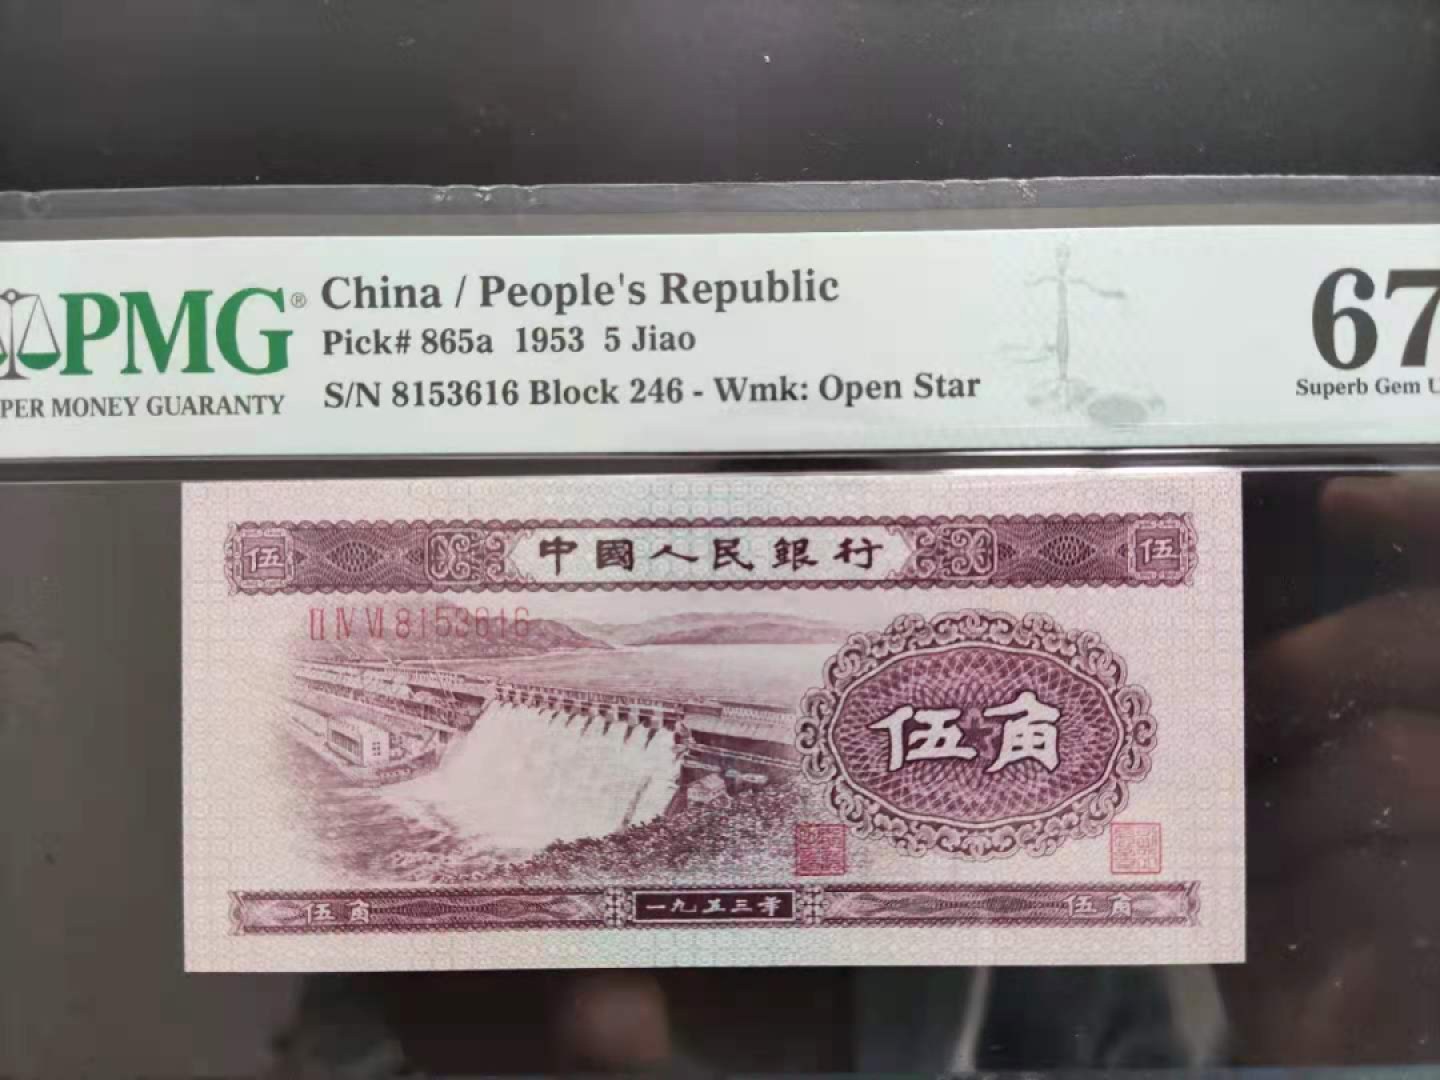 PMG®
PER MONEY GUARANTY
China / People's Republic
Pick# 865a 1953 5 Jiao
S/N 8153616 Block 246 - Wmk: Open Star
67
Superb Gem U
伍 中國人民銀行 伍
II IV VI 8153616
伍角
伍角 一九五三年 伍角